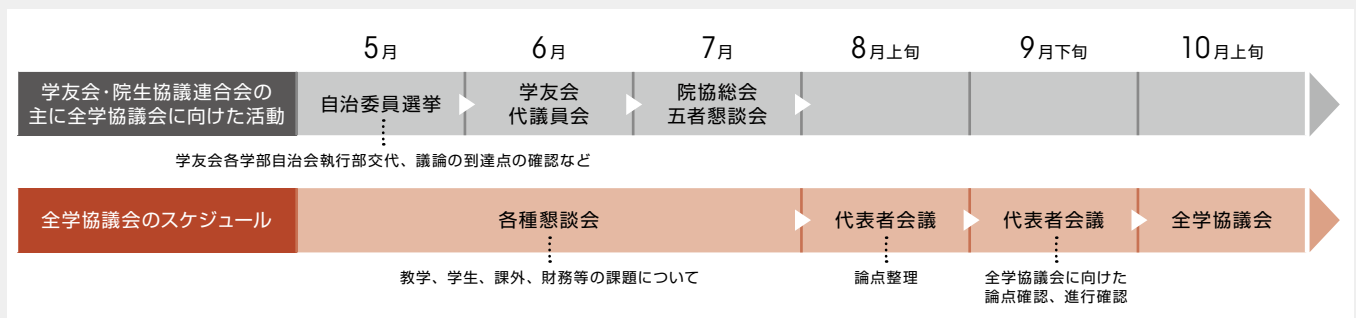 5月 6月 7月 8月上旬 9月下旬 10月上旬
学友会・院生協議連合会の
主に全学協議会に向けた活動
自治委員選挙
学友会
代議員会
院協総会
五者懇談会
学友会各学部自治会執行部交代、議論の到達点の確認など
全学協議会のスケジュール
各種懇談会
代表者会議
代表者会議
全学協議会
教学、学生、課外、財務等の課題について
論点整理
全学協議会に向けた
論点確認、進行確認